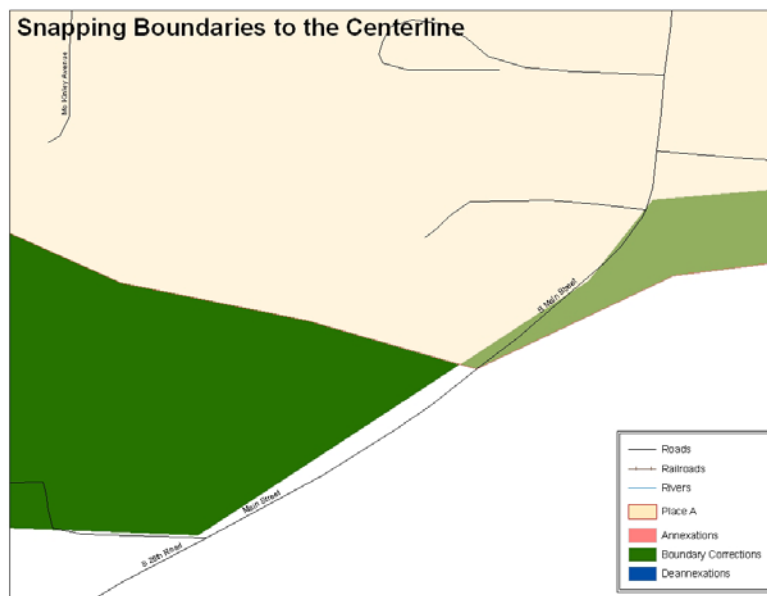 Snapping Boundaries to the Centerline
Mc Kinley Avenue
S Main Street
Main Street
S 28th Road
Roads
Railroads
Rivers
Place A
Annexations
Boundary Corrections
Deannexations